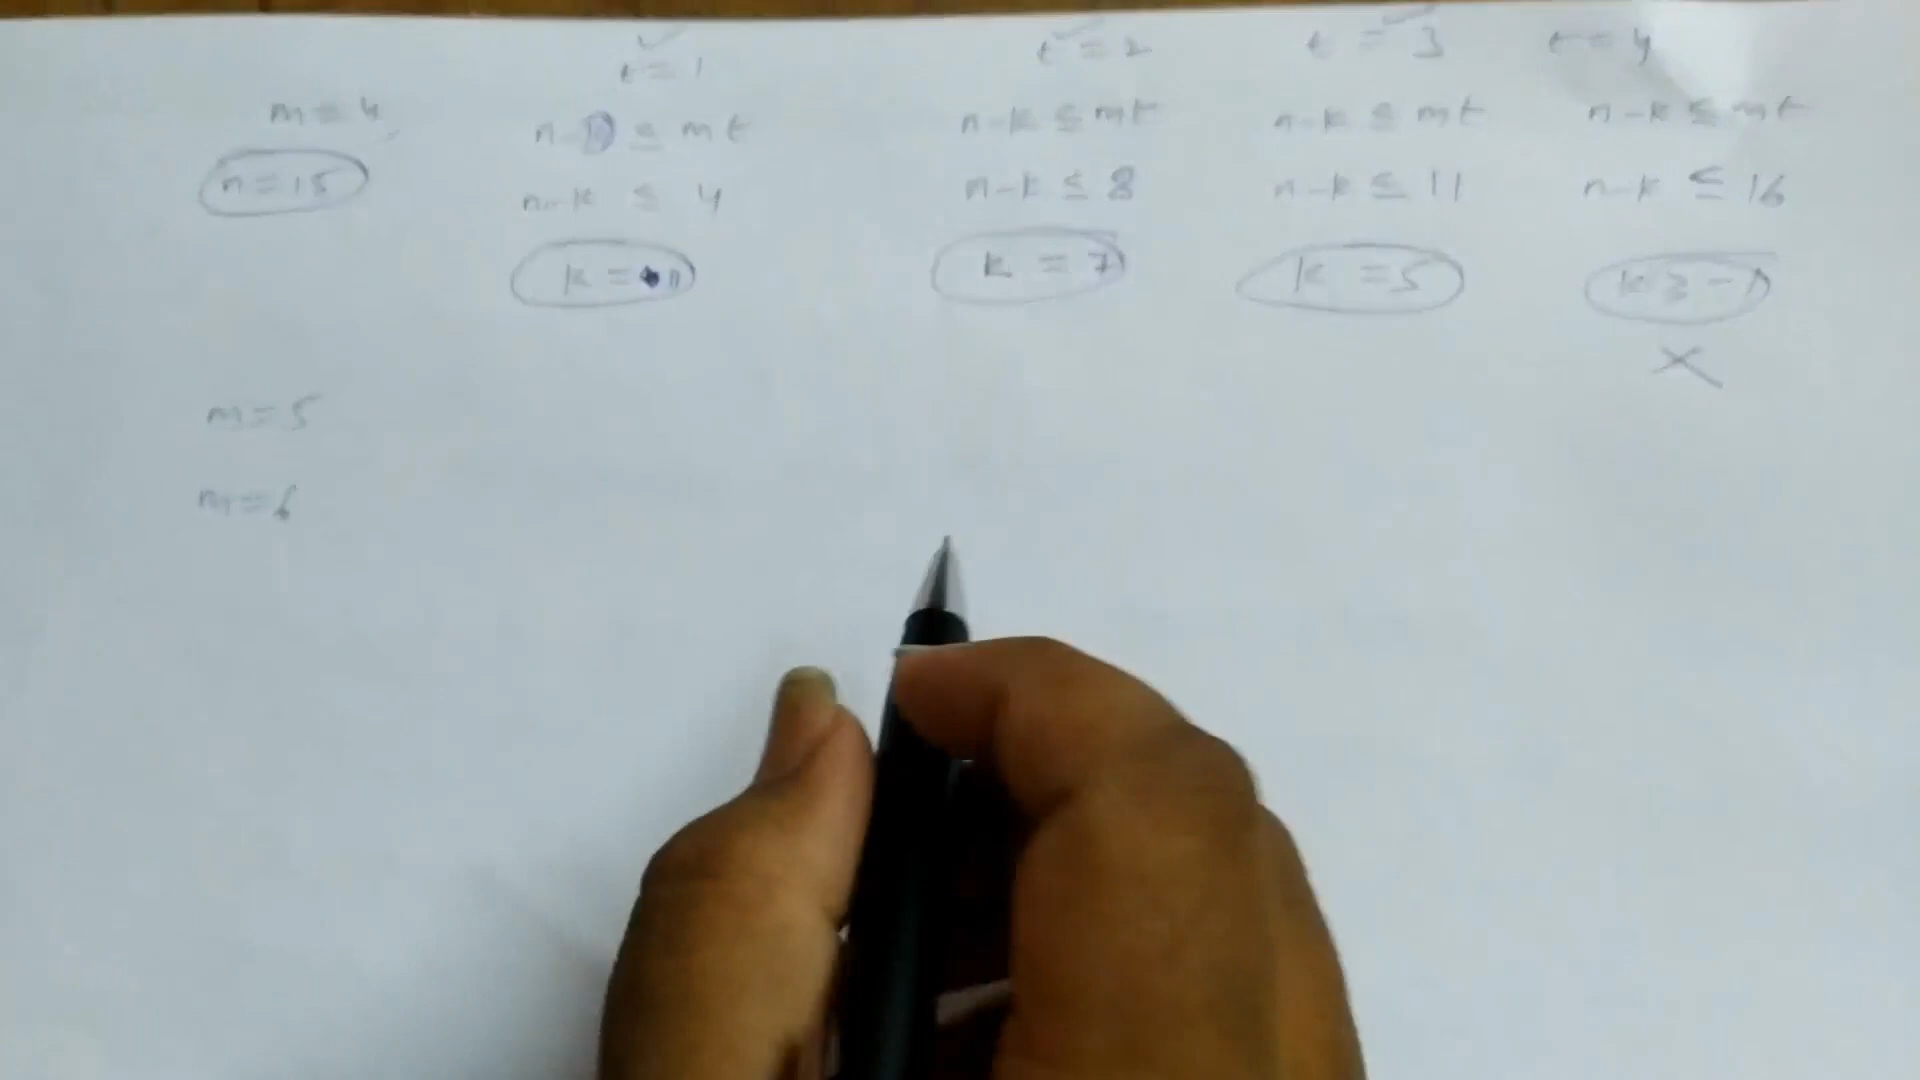 t = 1
t = 2
t = 3
t = 4
m = 4
n = 15
n - k ≤ mt
n - k ≤ 4
k = 11
n - k ≤ mt
n - k ≤ 8
k = 7
n - k ≤ mt
n - k ≤ 11
k = 5
n - k ≤ mt
n - k ≤ 16
k ≥ -1
X
m = 5
m = 6